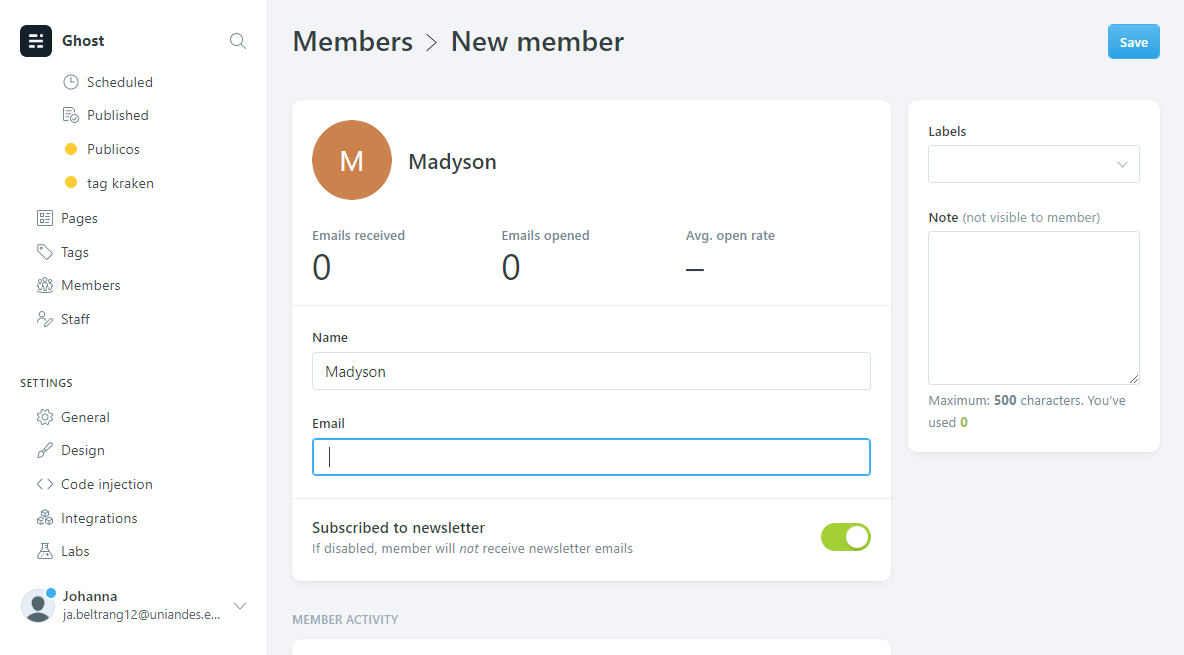 Ghost
Scheduled
Published
Publicos
tag kraken
Pages
Tags
Members
Staff
SETTINGS
General
Design
Code injection
Integrations
Labs
Johanna
ja.beltrang12@uniandes.e...
Members > New member
Save
M
Madyson
Emails received
0
Emails opened
0
Avg. open rate
–
Name
Madyson
Email
Subscribed to newsletter
If disabled, member will not receive newsletter emails
MEMBER ACTIVITY
Labels
Note (not visible to member)
Maximum: 500 characters. You’ve
used 0